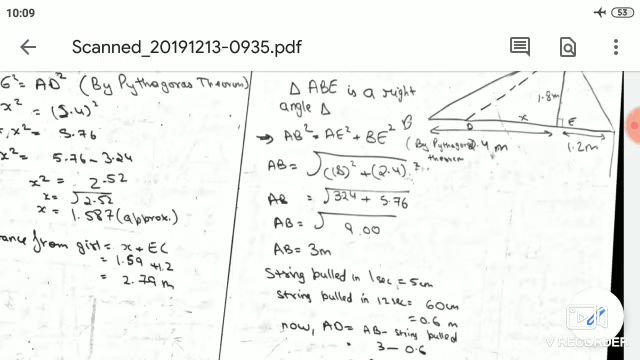 10:09
53
Scanned_20191213-0935.pdf
G² = AD² (By Pythagoras Theorem)
x² = (2.4)²
x² = 5.76
x² = 5.76 - 3.24
x² = 2.52
x = √2.52
x = 1.587 (approx.)
ance from girl = x + EC
= 1.59 + 1.2
= 2.79 m
Δ ABE is a right
angle Δ
→ AB² = AE² + BE²
(By Pythagoras
theorem
AB = √(1.8)² + (2.4)²
AB = √3.24 + 5.76
AB = √9.00
AB = 3m
String pulled in 1 sec = 5cm
string pulled in 12 sec = 60cm
= 0.6 m
now, AD = AB - string pulled
3 - 0.6
1.8m
B
D
x
E
2.4 m
1.2m
V RECORDER